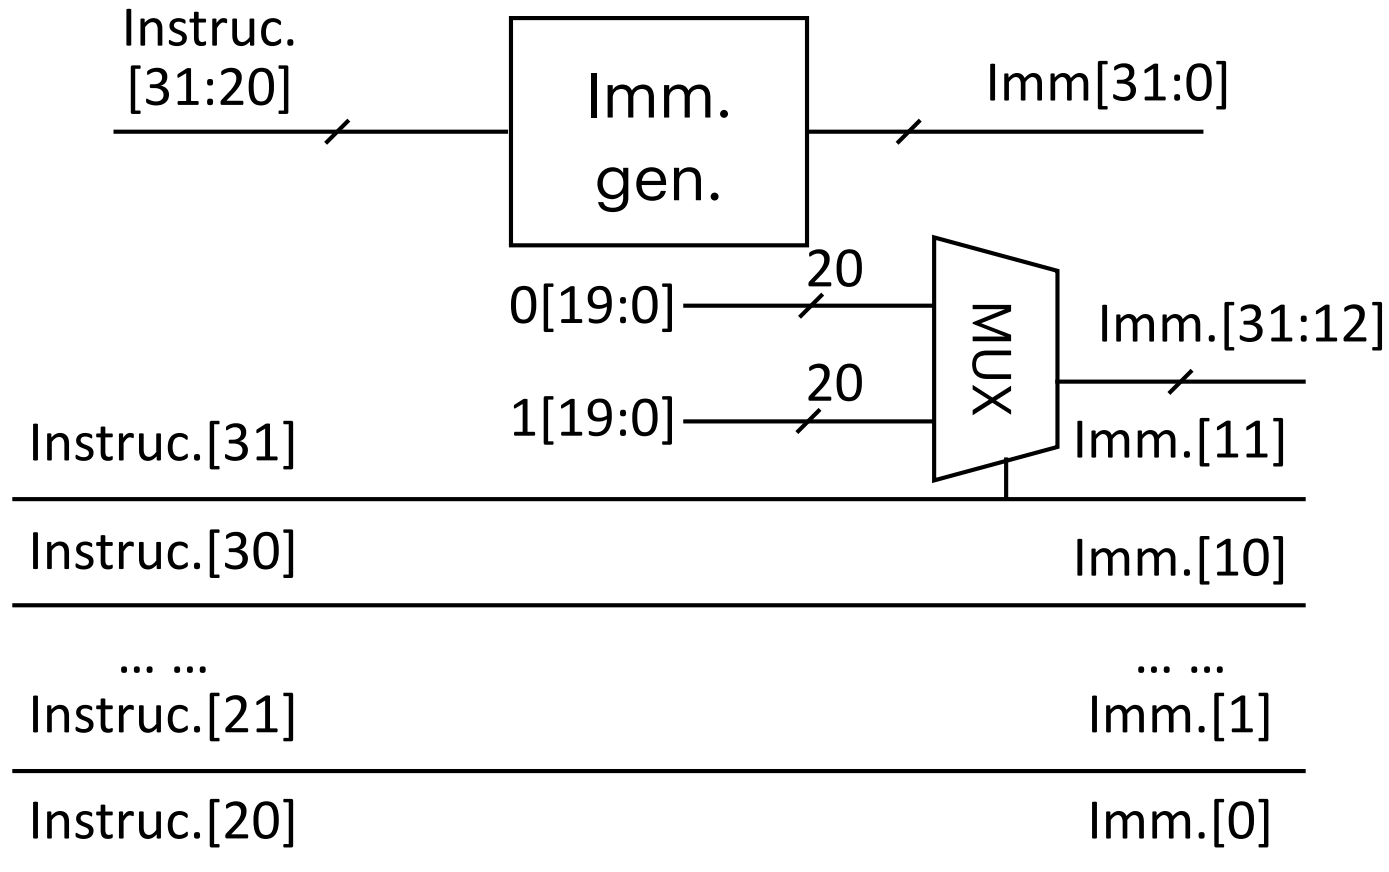 Instruc.
[31:20]
Imm.
gen.
Imm[31:0]
0[19:0]
20
1[19:0]
20
MUX
Imm.[31:12]
Instruc.[31]
Imm.[11]
Instruc.[30]
Imm.[10]
... ...
... ...
Instruc.[21]
Imm.[1]
Instruc.[20]
Imm.[0]